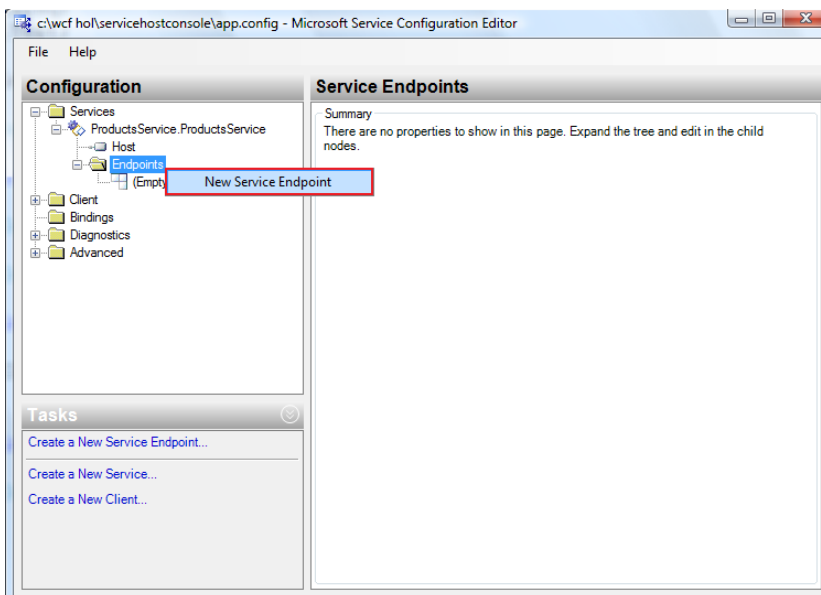 c:\wcf hol\servicehostconsole\app.config - Microsoft Service Configuration Editor
File Help
Configuration
Services
ProductsService.ProductsService
Host
Endpoints
(Empty
New Service Endpoint
Client
Bindings
Diagnostics
Advanced
Tasks
Create a New Service Endpoint...
Create a New Service...
Create a New Client...
Service Endpoints
Summary
There are no properties to show in this page. Expand the tree and edit in the child
nodes.